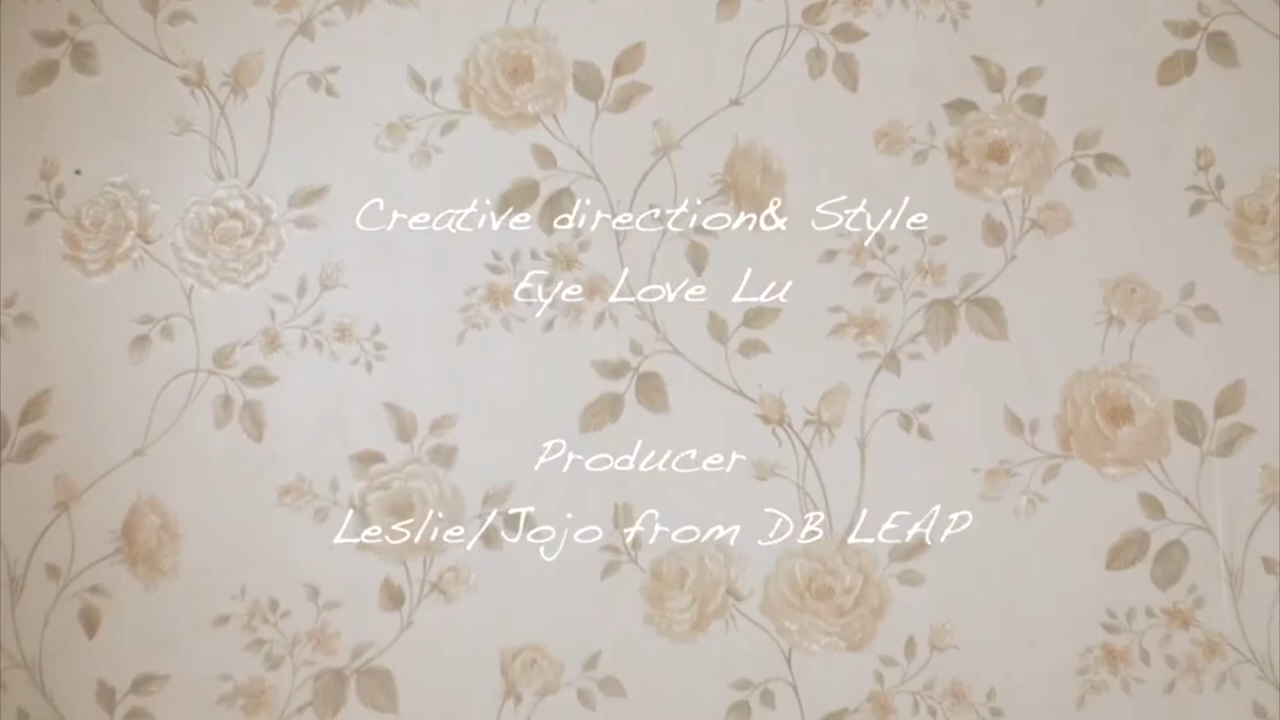 Creative direction& Style
Eye Love Lu
Producer
Leslie/Jojo from DB LEAP